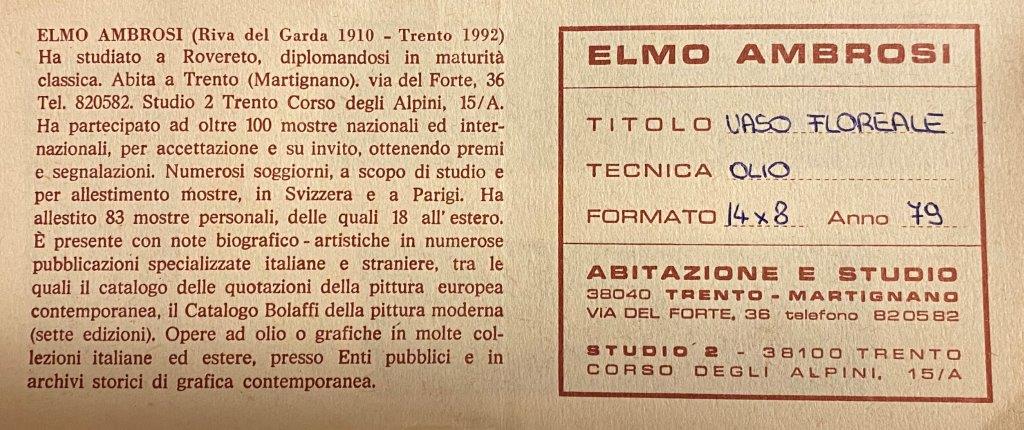 ELMO AMBROSI (Riva del Garda 1910 - Trento 1992)
Ha studiato a Rovereto, diplomandosi in maturità
classica. Abita a Trento (Martignano). via del Forte, 36
Tel. 820582. Studio 2 Trento Corso degli Alpini, 15/A.
Ha partecipato ad oltre 100 mostre nazionali ed inter-
nazionali, per accettazione e su invito, ottenendo premi
e segnalazioni. Numerosi soggiorni, a scopo di studio e
per allestimento mostre, in Svizzera e a Parigi. Ha
allestito 83 mostre personali, delle quali 18 all'estero.
È presente con note biografico - artistiche in numerose
pubblicazioni specializzate italiane e straniere, tra le
quali il catalogo delle quotazioni della pittura europea
contemporanea, il Catalogo Bolaffi della pittura moderna
(sette edizioni). Opere ad olio o grafiche in molte col-
lezioni italiane ed estere, presso Enti pubblici e in
archivi storici di grafica contemporanea.
ELMO AMBROSI
TITOLO VASO FLOREALE
TECNICA OLIO
FORMATO 14x8 Anno 79
ABITAZIONE E STUDIO
38040 TRENTO - MARTIGNANO
VIA DEL FORTE, 36 telefono 820582
STUDIO 2 - 38100 TRENTO
CORSO DEGLI ALPINI, 15/A